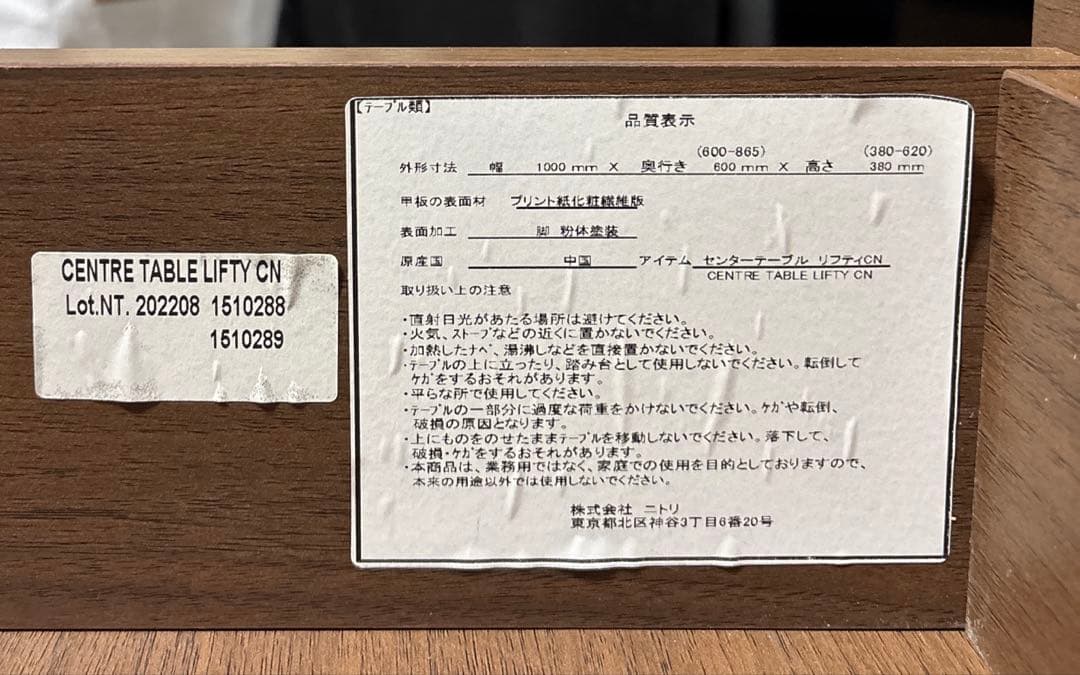 CENTRE TABLE LIFTY CN
Lot.NT. 202208 1510288
1510289
【テーブル類】
品質表示
(600-865) (380-620)
外形寸法 幅 1000 mm X 奥行き 600 mm X 高さ 380 mm
甲板の表面材 プリント紙化粧繊維版
表面加工 脚 粉体塗装
原産国 中国 アイテム センターテーブル リフティCN
CENTRE TABLE LIFTY CN
取り扱い上の注意
・直射日光があたる場所は避けてください。
・火気、ストーブなどの近くに置かないでください。
・加熱したナベ、湯沸しなどを直接置かないでください。
・テーブルの上に立ったり、踏み台として使用しないでください。転倒して
ケガをするおそれがあります。
・平らな所で使用してください。
・テーブルの一部分に過度な荷重をかけないでください。ケガや転倒、
破損の原因となります。
・上にものをのせたままテーブルを移動しないでください。落下して、
破損・ケガをするおそれがあります。
・本商品は、業務用ではなく、家庭での使用を目的としておりますので、
本来の用途以外では使用しないでください。
株式会社 ニトリ
東京都北区神谷3丁目6番20号